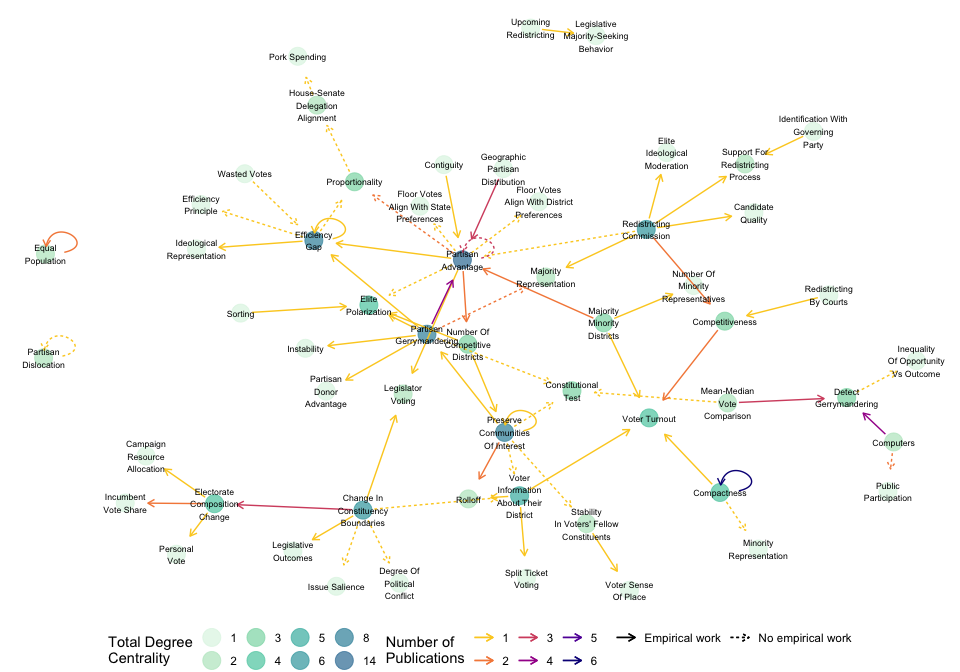 Upcoming
Redistricting
Legislative
Majority-Seeking
Behavior
Pork Spending
House-Senate
Delegation
Alignment
Identification With
Governing
Party
Elite
Ideological
Moderation
Support For
Redistricting
Process
Wasted Votes
Proportionality
Contiguity
Geographic
Partisan
Distribution
Floor Votes
Align With State
Preferences
Floor Votes
Align With District
Preferences
Efficiency
Principle
Candidate
Quality
Redistricting
Commission
Ideological
Representation
Efficiency
Gap
Equal
Population
Partisan
Advantage
Majority
Representation
Number Of
Minority
Representatives
Redistricting
By Courts
Elite
Polarization
Sorting
Majority
Minority
Districts
Competitiveness
Partisan
Gerrymandering
Number Of
Competitive
Districts
Instability
Partisan
Dislocation
Inequality
Of Opportunity
Vs Outcome
Partisan
Donor
Advantage
Legislator
Voting
Constitutional
Test
Mean-Median
Vote
Comparison
Detect
Gerrymandering
Voter Turnout
Preserve
Communities
Of Interest
Computers
Campaign
Resource
Allocation
Public
Participation
Incumbent
Vote Share
Electorate
Composition
Change
Change In
Constituency
Boundaries
Rolloff
Voter
Information
About Their
District
Compactness
Stability
In Voters' Fellow
Constituents
Personal
Vote
Legislative
Outcomes
Minority
Representation
Issue Salience
Degree Of
Political
Conflict
Split Ticket
Voting
Voter Sense
Of Place
Total Degree
Centrality
1 3 5 8
2 4 6 14
Number of
Publications
1 3 5
2 4 6
Empirical work
No empirical work